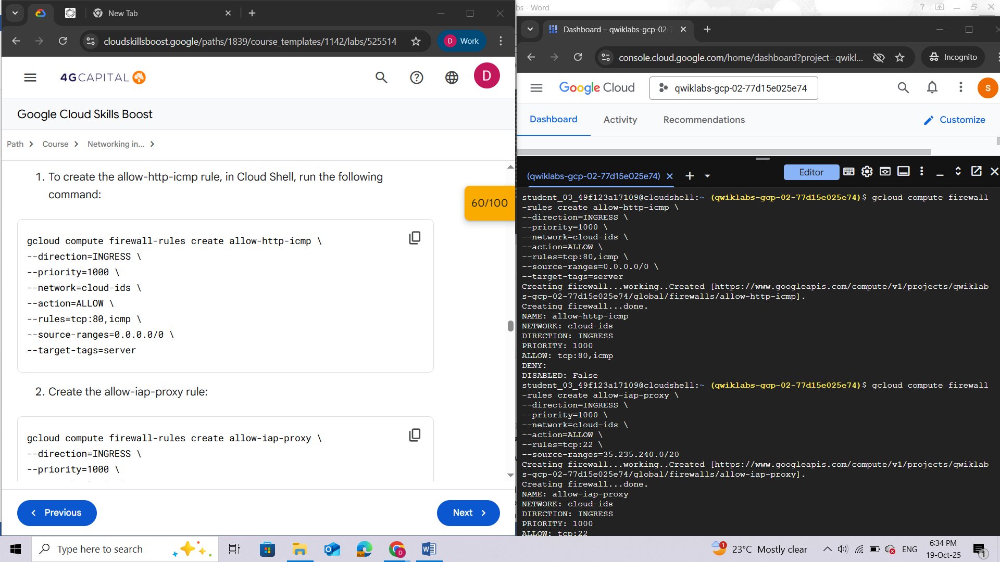 New Tab
cloudskillsboost.google/paths/1839/course_templates/1142/labs/525514
D Work
4GCAPITAL
D
Google Cloud Skills Boost
Path > Course > Networking in... >
1. To create the allow-http-icmp rule, in Cloud Shell, run the following
command:
60/100
gcloud compute firewall-rules create allow-http-icmp \
--direction=INGRESS \
--priority=1000 \
--network=cloud-ids \
--action=ALLOW \
--rules=tcp:80,icmp \
--source-ranges=0.0.0.0/0 \
--target-tags=server
2. Create the allow-iap-proxy rule:
gcloud compute firewall-rules create allow-iap-proxy \
--direction=INGRESS \
--priority=1000 \
Previous
Next
bs - Word
Dashboard – qwiklabs-gcp-02-7
console.cloud.google.com/home/dashboard?project=qwikl...
Incognito
Google Cloud
qwiklabs-gcp-02-77d15e025e74
S
Dashboard
Activity
Recommendations
Customize
(qwiklabs-gcp-02-77d15e025e74)
Editor
student_03_49f123a17109@cloudshell:~ (qwiklabs-gcp-02-77d15e025e74)$ gcloud compute firewall
-rules create allow-http-icmp \
--direction=INGRESS \
--priority=1000 \
--network=cloud-ids \
--action=ALLOW \
--rules=tcp:80,icmp \
--source-ranges=0.0.0.0/0 \
--target-tags=server
Creating firewall...working..Created [https://www.googleapis.com/compute/v1/projects/qwiklab
s-gcp-02-77d15e025e74/global/firewalls/allow-http-icmp].
Creating firewall...done.
NAME: allow-http-icmp
NETWORK: cloud-ids
DIRECTION: INGRESS
PRIORITY: 1000
ALLOW: tcp:80,icmp
DENY:
DISABLED: False
student_03_49f123a17109@cloudshell:~ (qwiklabs-gcp-02-77d15e025e74)$ gcloud compute firewall
-rules create allow-iap-proxy \
--direction=INGRESS \
--priority=1000 \
--network=cloud-ids \
--action=ALLOW \
--rules=tcp:22 \
--source-ranges=35.235.240.0/20
Creating firewall...working..Created [https://www.googleapis.com/compute/v1/projects/qwiklab
s-gcp-02-77d15e025e74/global/firewalls/allow-iap-proxy].
Creating firewall...done.
NAME: allow-iap-proxy
NETWORK: cloud-ids
DIRECTION: INGRESS
PRIORITY: 1000
ALLOW: tcp:22
Type here to search
1
23°C Mostly clear
ENG
6:34 PM
19-Oct-25
1